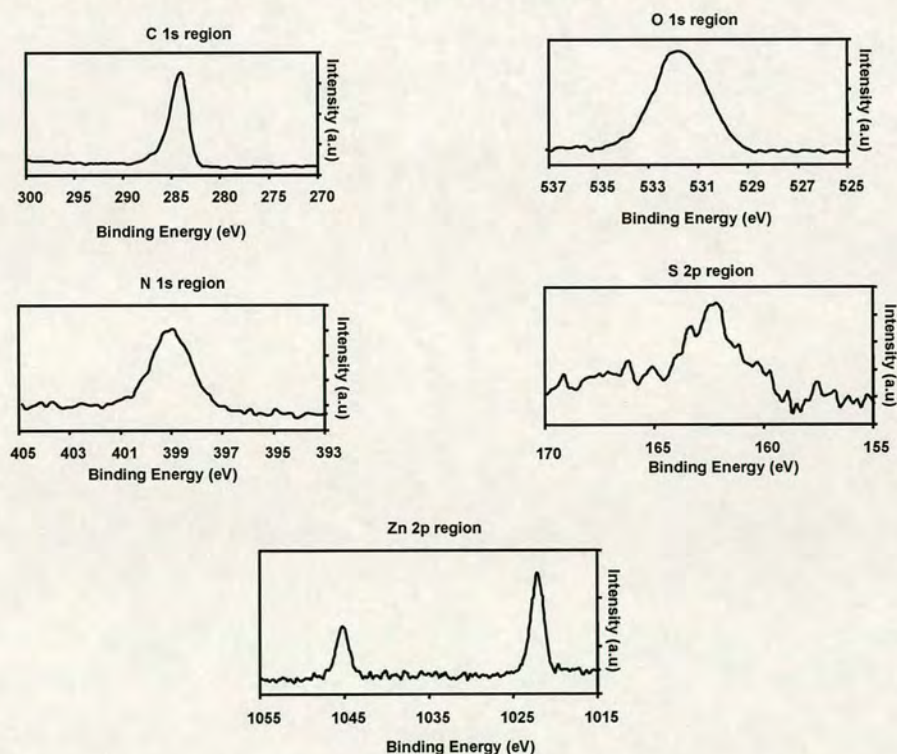 C 1s region
Intensity (a.u)
300 295 290 285 280 275 270
Binding Energy (eV)
O 1s region
Intensity (a.u)
537 535 533 531 529 527 525
Binding Energy (eV)
N 1s region
Intensity (a.u)
405 403 401 399 397 395 393
Binding Energy (eV)
S 2p region
Intensity (a.u)
170 165 160 155
Binding Energy (eV)
Zn 2p region
Intensity (a.u)
1055 1045 1035 1025 1015
Binding Energy (eV)